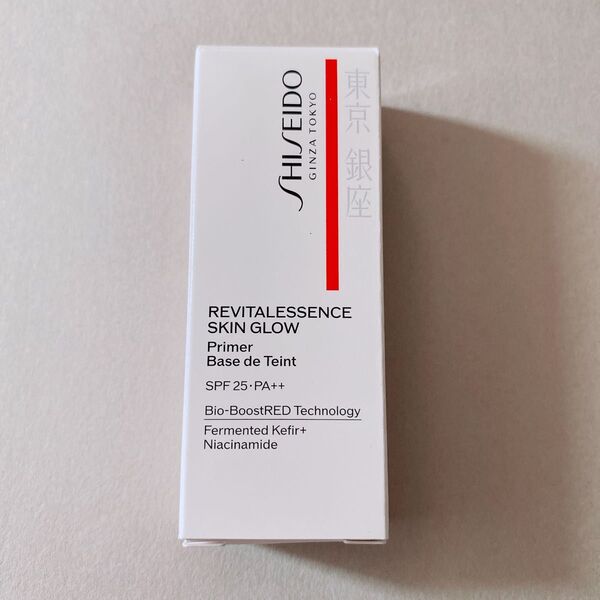 SHISEIDO
GINZA TOKYO
東京 銀座
REVITALESSENCE
SKIN GLOW
Primer
Base de Teint
SPF 25・PA++
Bio-BoostRED Technology
Fermented Kefir+
Niacinamide